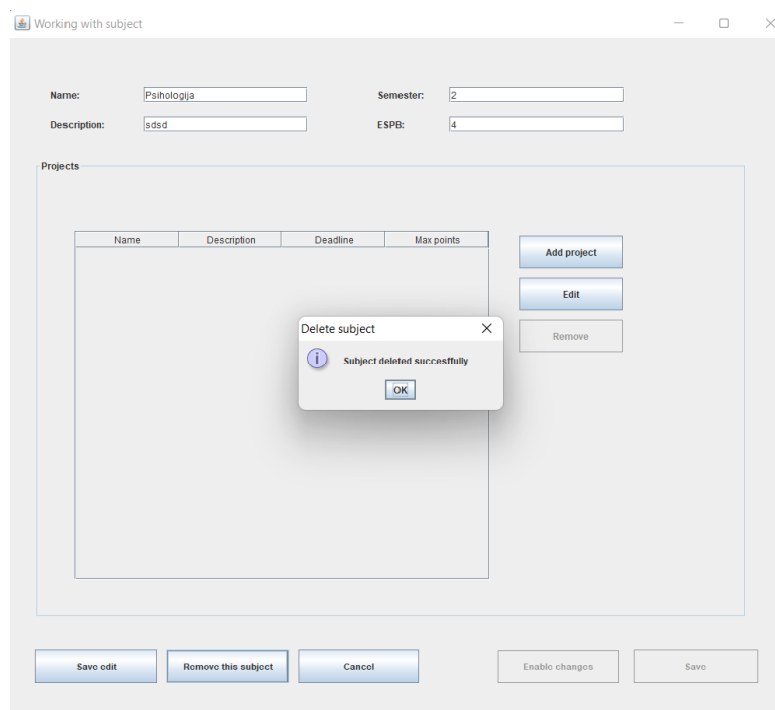 Working with subject
Name: Psihologija Semester: 2
Description: sdsd ESPB: 4
Projects
Name Description Deadline Max points
Add project
Edit
Delete subject
Remove
Subject deleted succesffully
OK
Save edit Remove this subject Cancel Enable changes Save